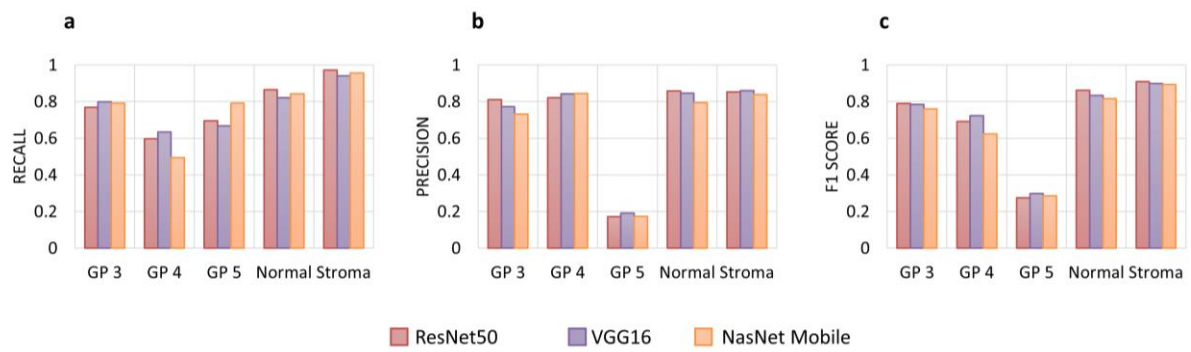 a
RECALL
1
0.8
0.6
0.4
0.2
0
GP 3 GP 4 GP 5 Normal Stroma
b
PRECISION
1
0.8
0.6
0.4
0.2
0
GP 3 GP 4 GP 5 Normal Stroma
c
F1 SCORE
1
0.8
0.6
0.4
0.2
0
GP 3 GP 4 GP 5 Normal Stroma
ResNet50 VGG16 NasNet Mobile